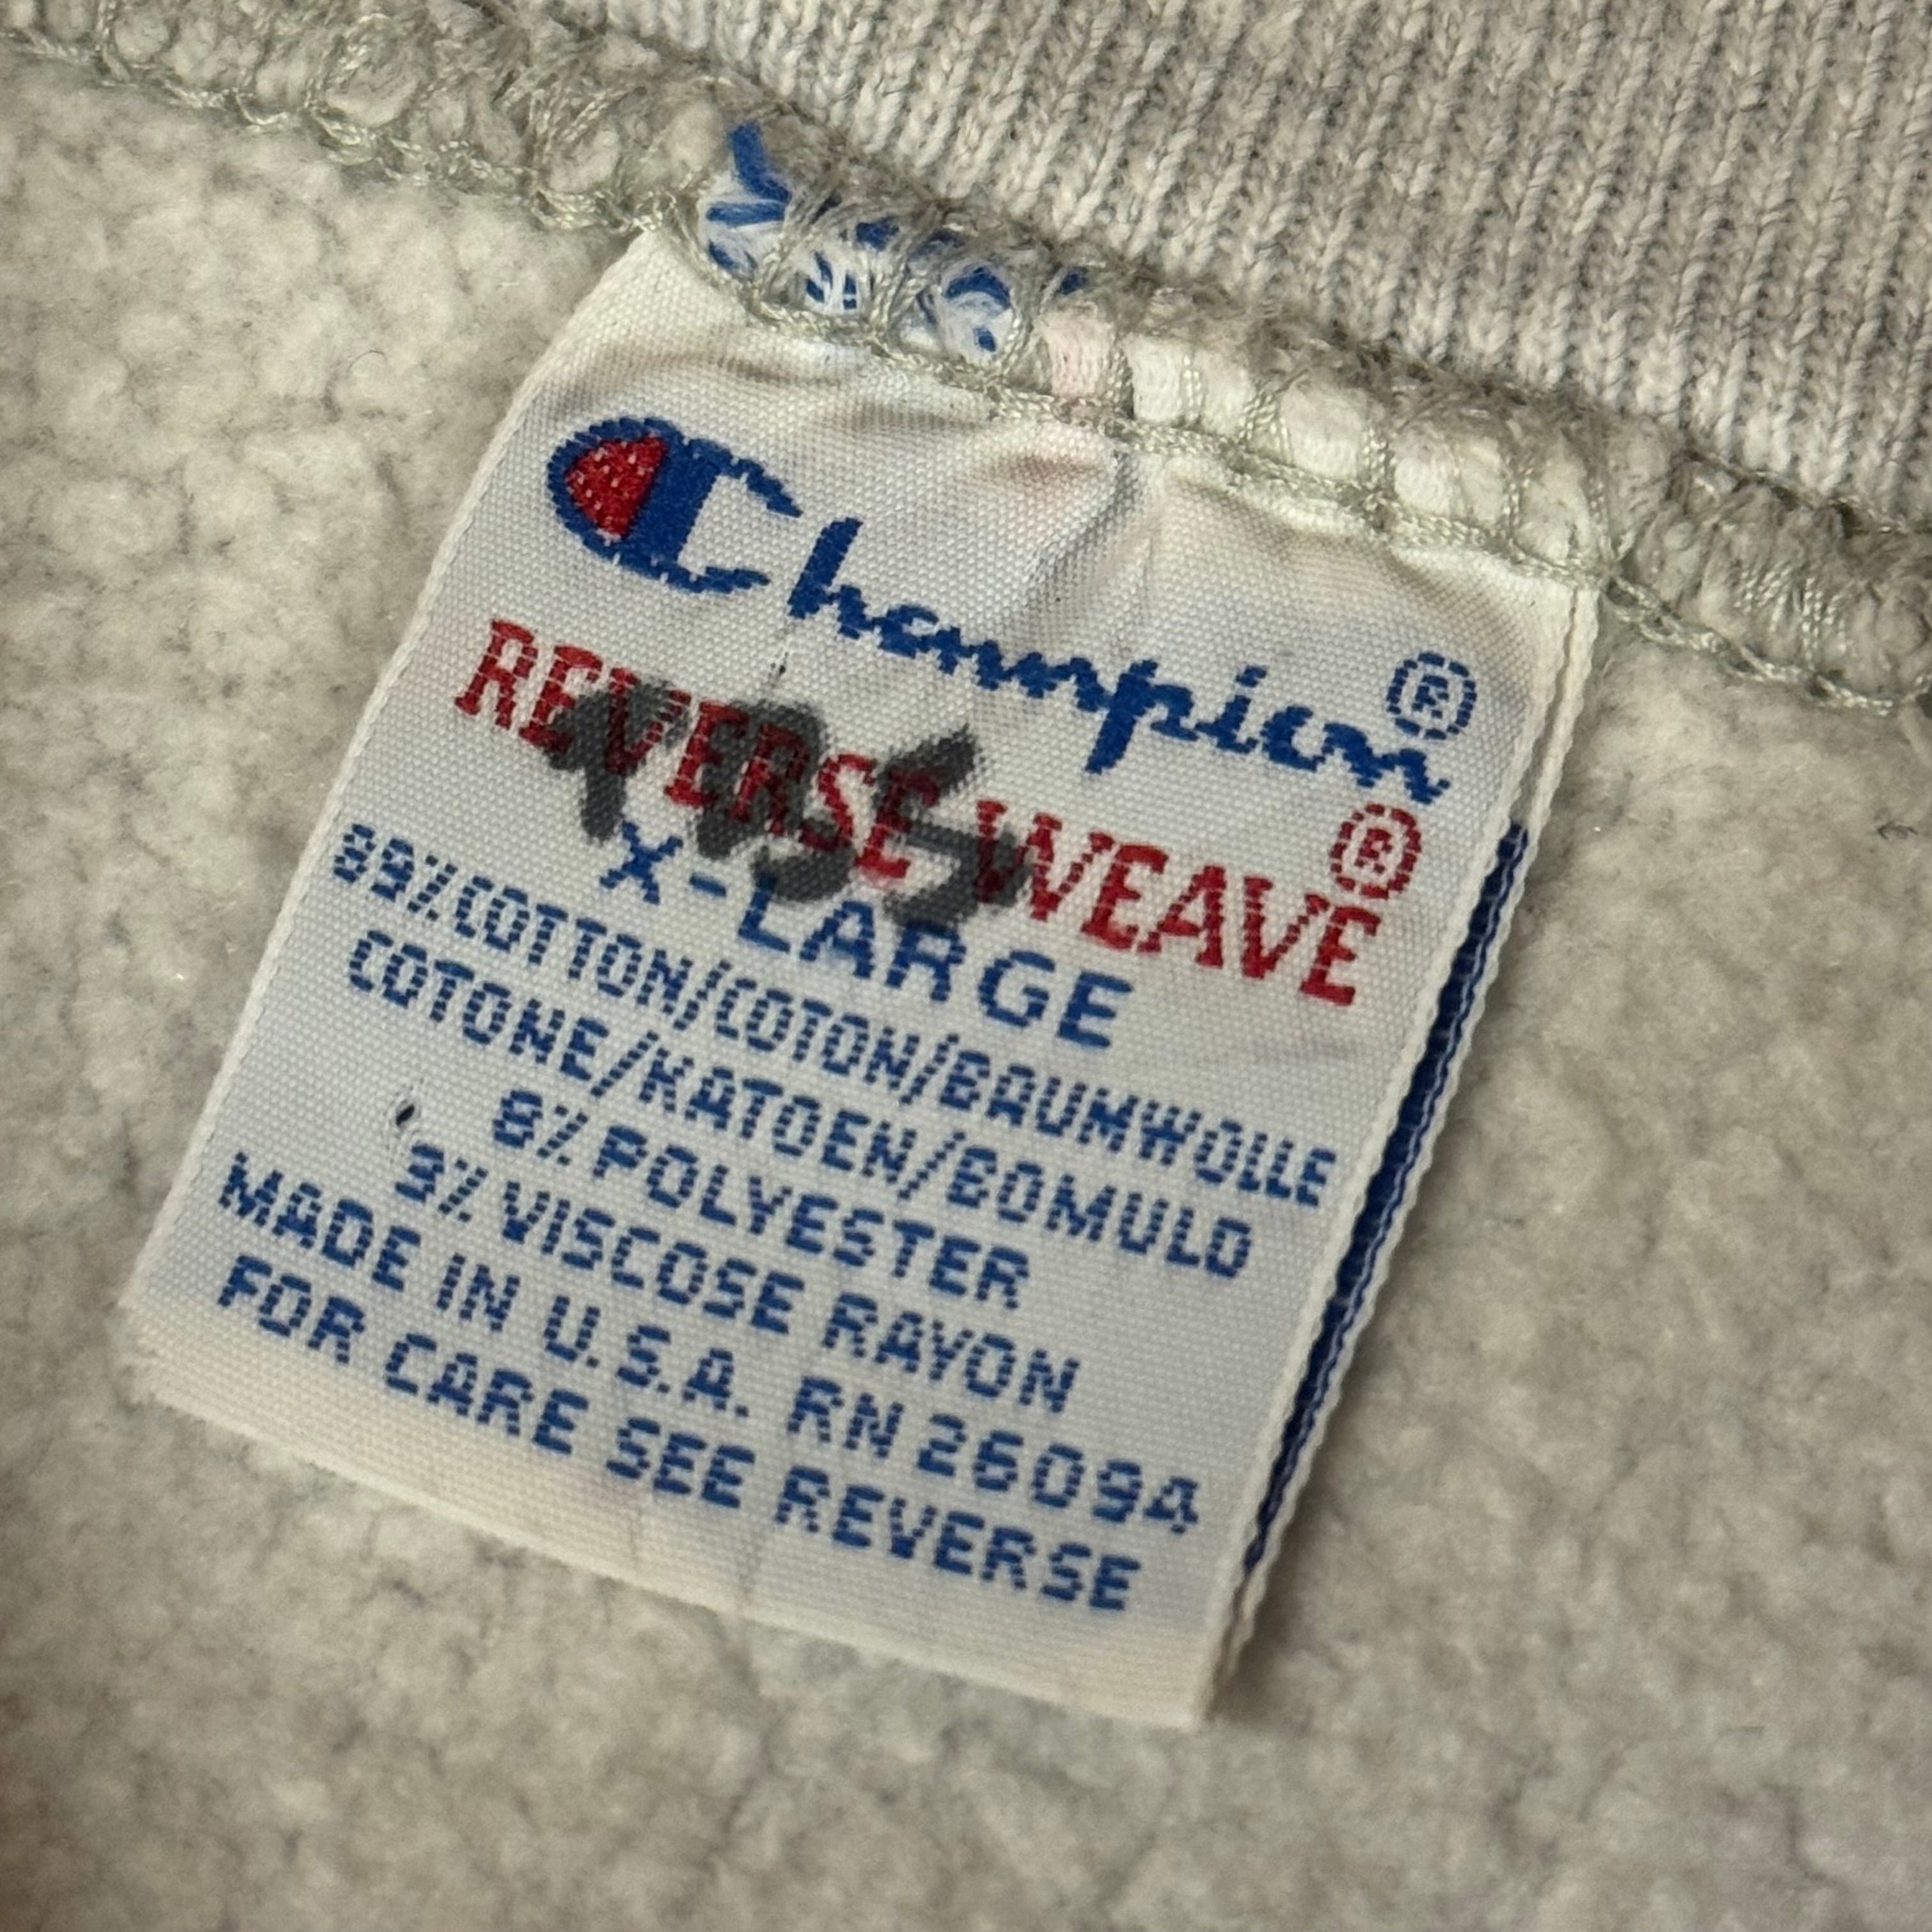 Champion®
REVERSE WEAVE®
X-LARGE
89%COTTON/COTON/BAUMWOLLE
COTONE/KATOEN/BOMULD
8% POLYESTER
3% VISCOSE RAYON
MADE IN U.S.A. RN 26094
FOR CARE SEE REVERSE